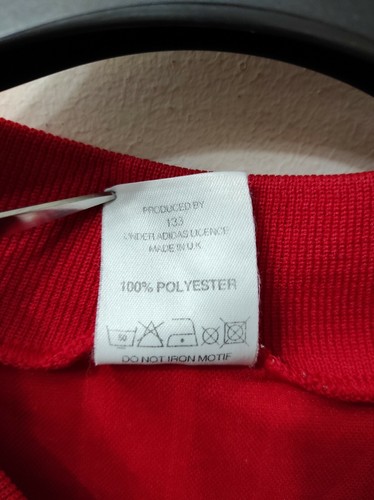 PRODUCED BY
133
UNDER ADIDAS LICENCE
MADE IN U.K
100% POLYESTER
DO NOT IRON MOTIF